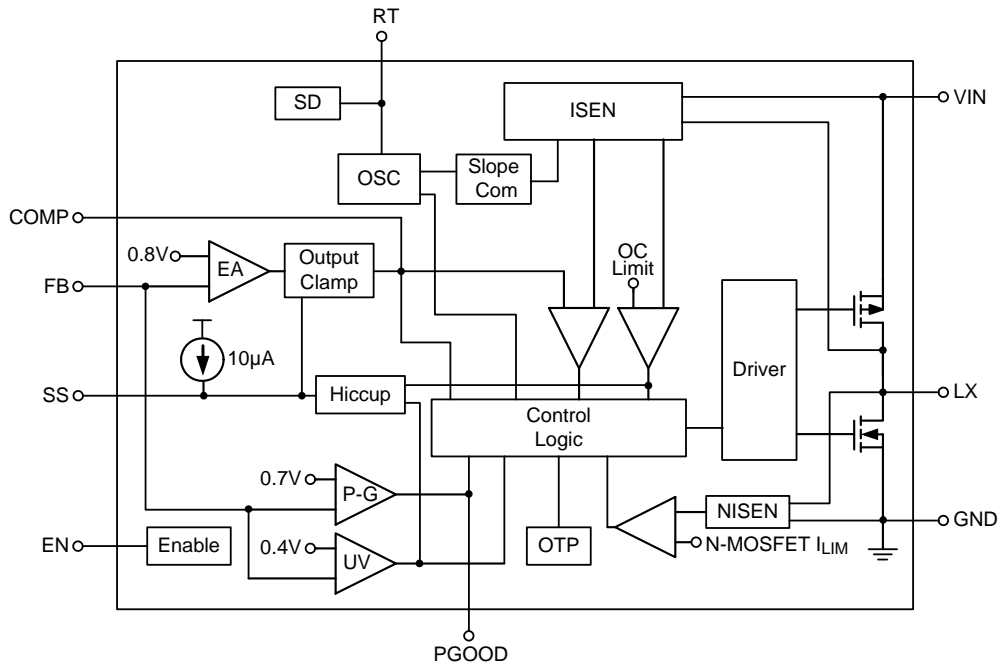 RT
SD
ISEN
VIN
OSC
Slope
Com
COMP
0.8V
EA
Output
Clamp
OC
Limit
FB
10µA
Driver
SS
Hiccup
LX
Control
Logic
0.7V
P-G
NISEN
GND
EN
Enable
0.4V
UV
OTP
N-MOSFET ILIM
PGOOD